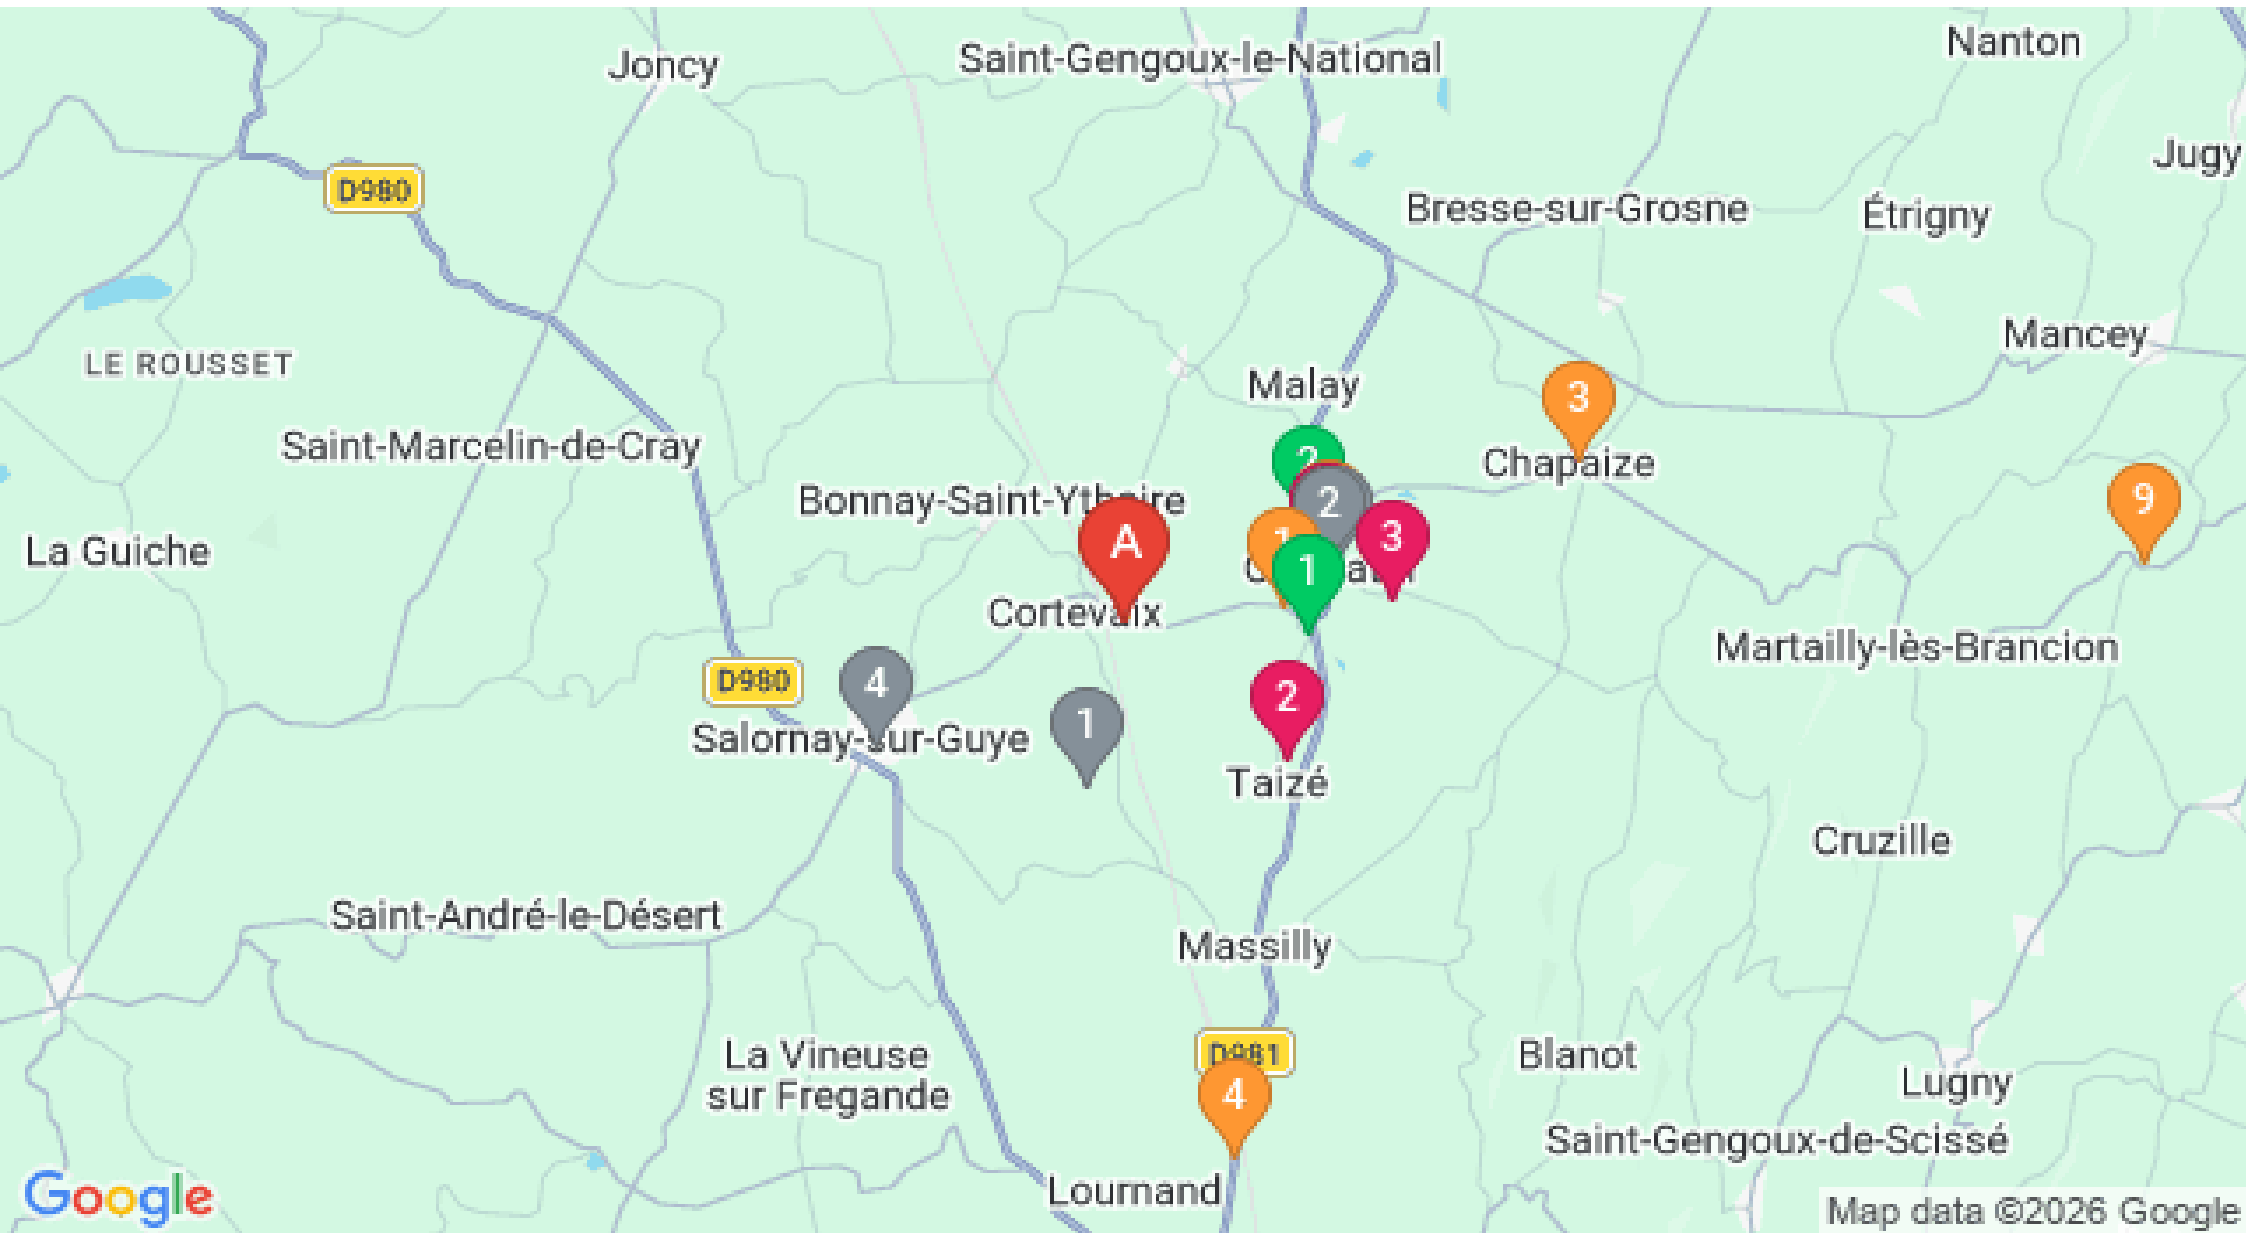 Joncy
Saint-Gengoux-le-National
Nanton
Jugy
D980
Bresse-sur-Grosne
Étrigny
Mancey
LE ROUSSET
Malay
3
Saint-Marcelin-de-Cray
2
Chapaize
Bonnay-Saint-Ythaire
2
9
La Guiche
A
1
3
1
Cortevaix
Martailly-lès-Brancion
D980
4
2
1
Salornay-sur-Guye
Taizé
Cruzille
Saint-André-le-Désert
Massilly
D981
La Vineuse
sur Fregande
4
Blanot
Lugny
Saint-Gengoux-de-Scissé
Lournand
Google
Map data ©2026 Google